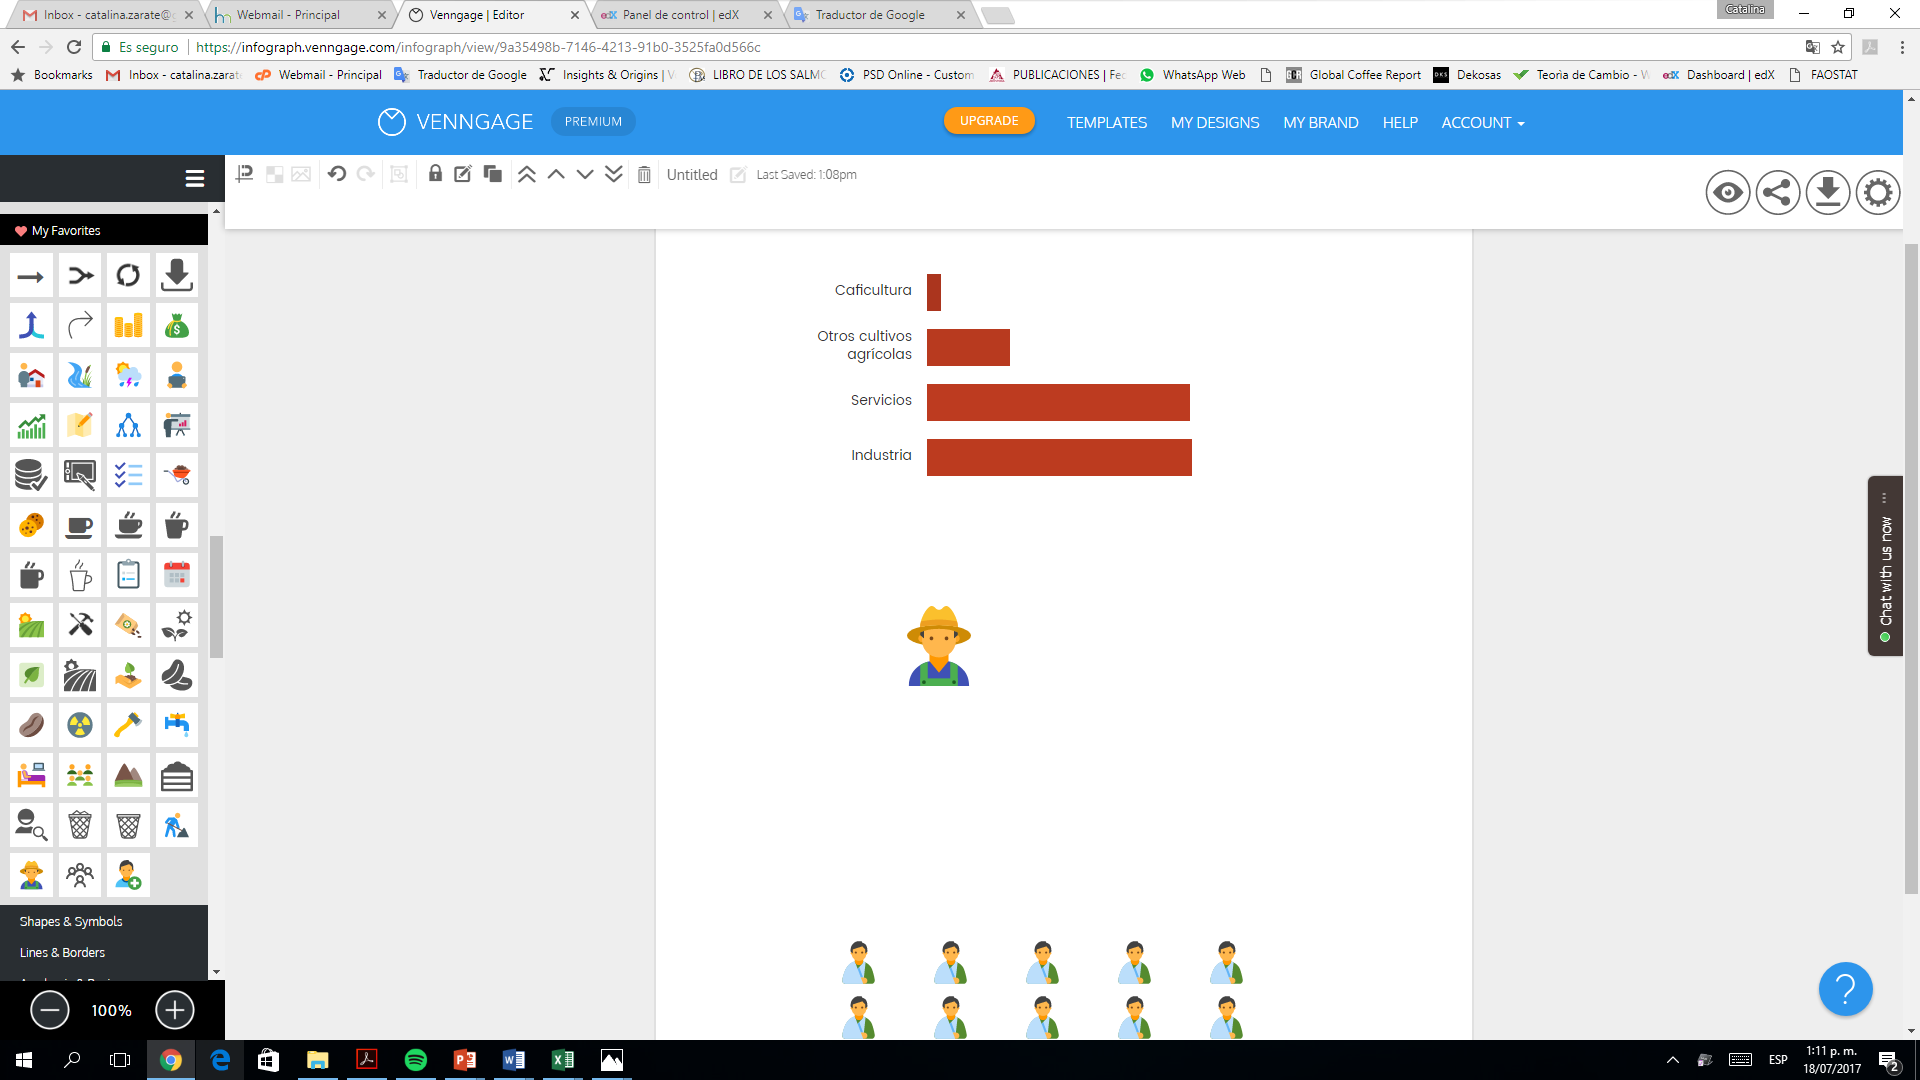 Inbox - catalina.zarate@
Webmail - Principal
Venngage | Editor
Panel de control | edX
Traductor de Google
Catalina
Es seguro
https://infograph.venngage.com/infograph/view/9a35498b-7146-4213-91b0-3525fa0d566c
Bookmarks
Inbox - catalina.zarate
Webmail - Principal
Traductor de Google
Insights & Origins | V
LIBRO DE LOS SALMO
PSD Online - Custom
PUBLICACIONES | Fed
WhatsApp Web
Global Coffee Report
Dekosas
Teoria de Cambio - W
Dashboard | edX
FAOSTAT
VENNGAGE
PREMIUM
UPGRADE
TEMPLATES
MY DESIGNS
MY BRAND
HELP
ACCOUNT
Untitled
Last Saved: 1:08pm
My Favorites
Caficultura
Otros cultivos
agrícolas
Servicios
Industria
Chat with us now
Shapes & Symbols
Lines & Borders
100%
?
ESP
1:11 p. m.
18/07/2017
2